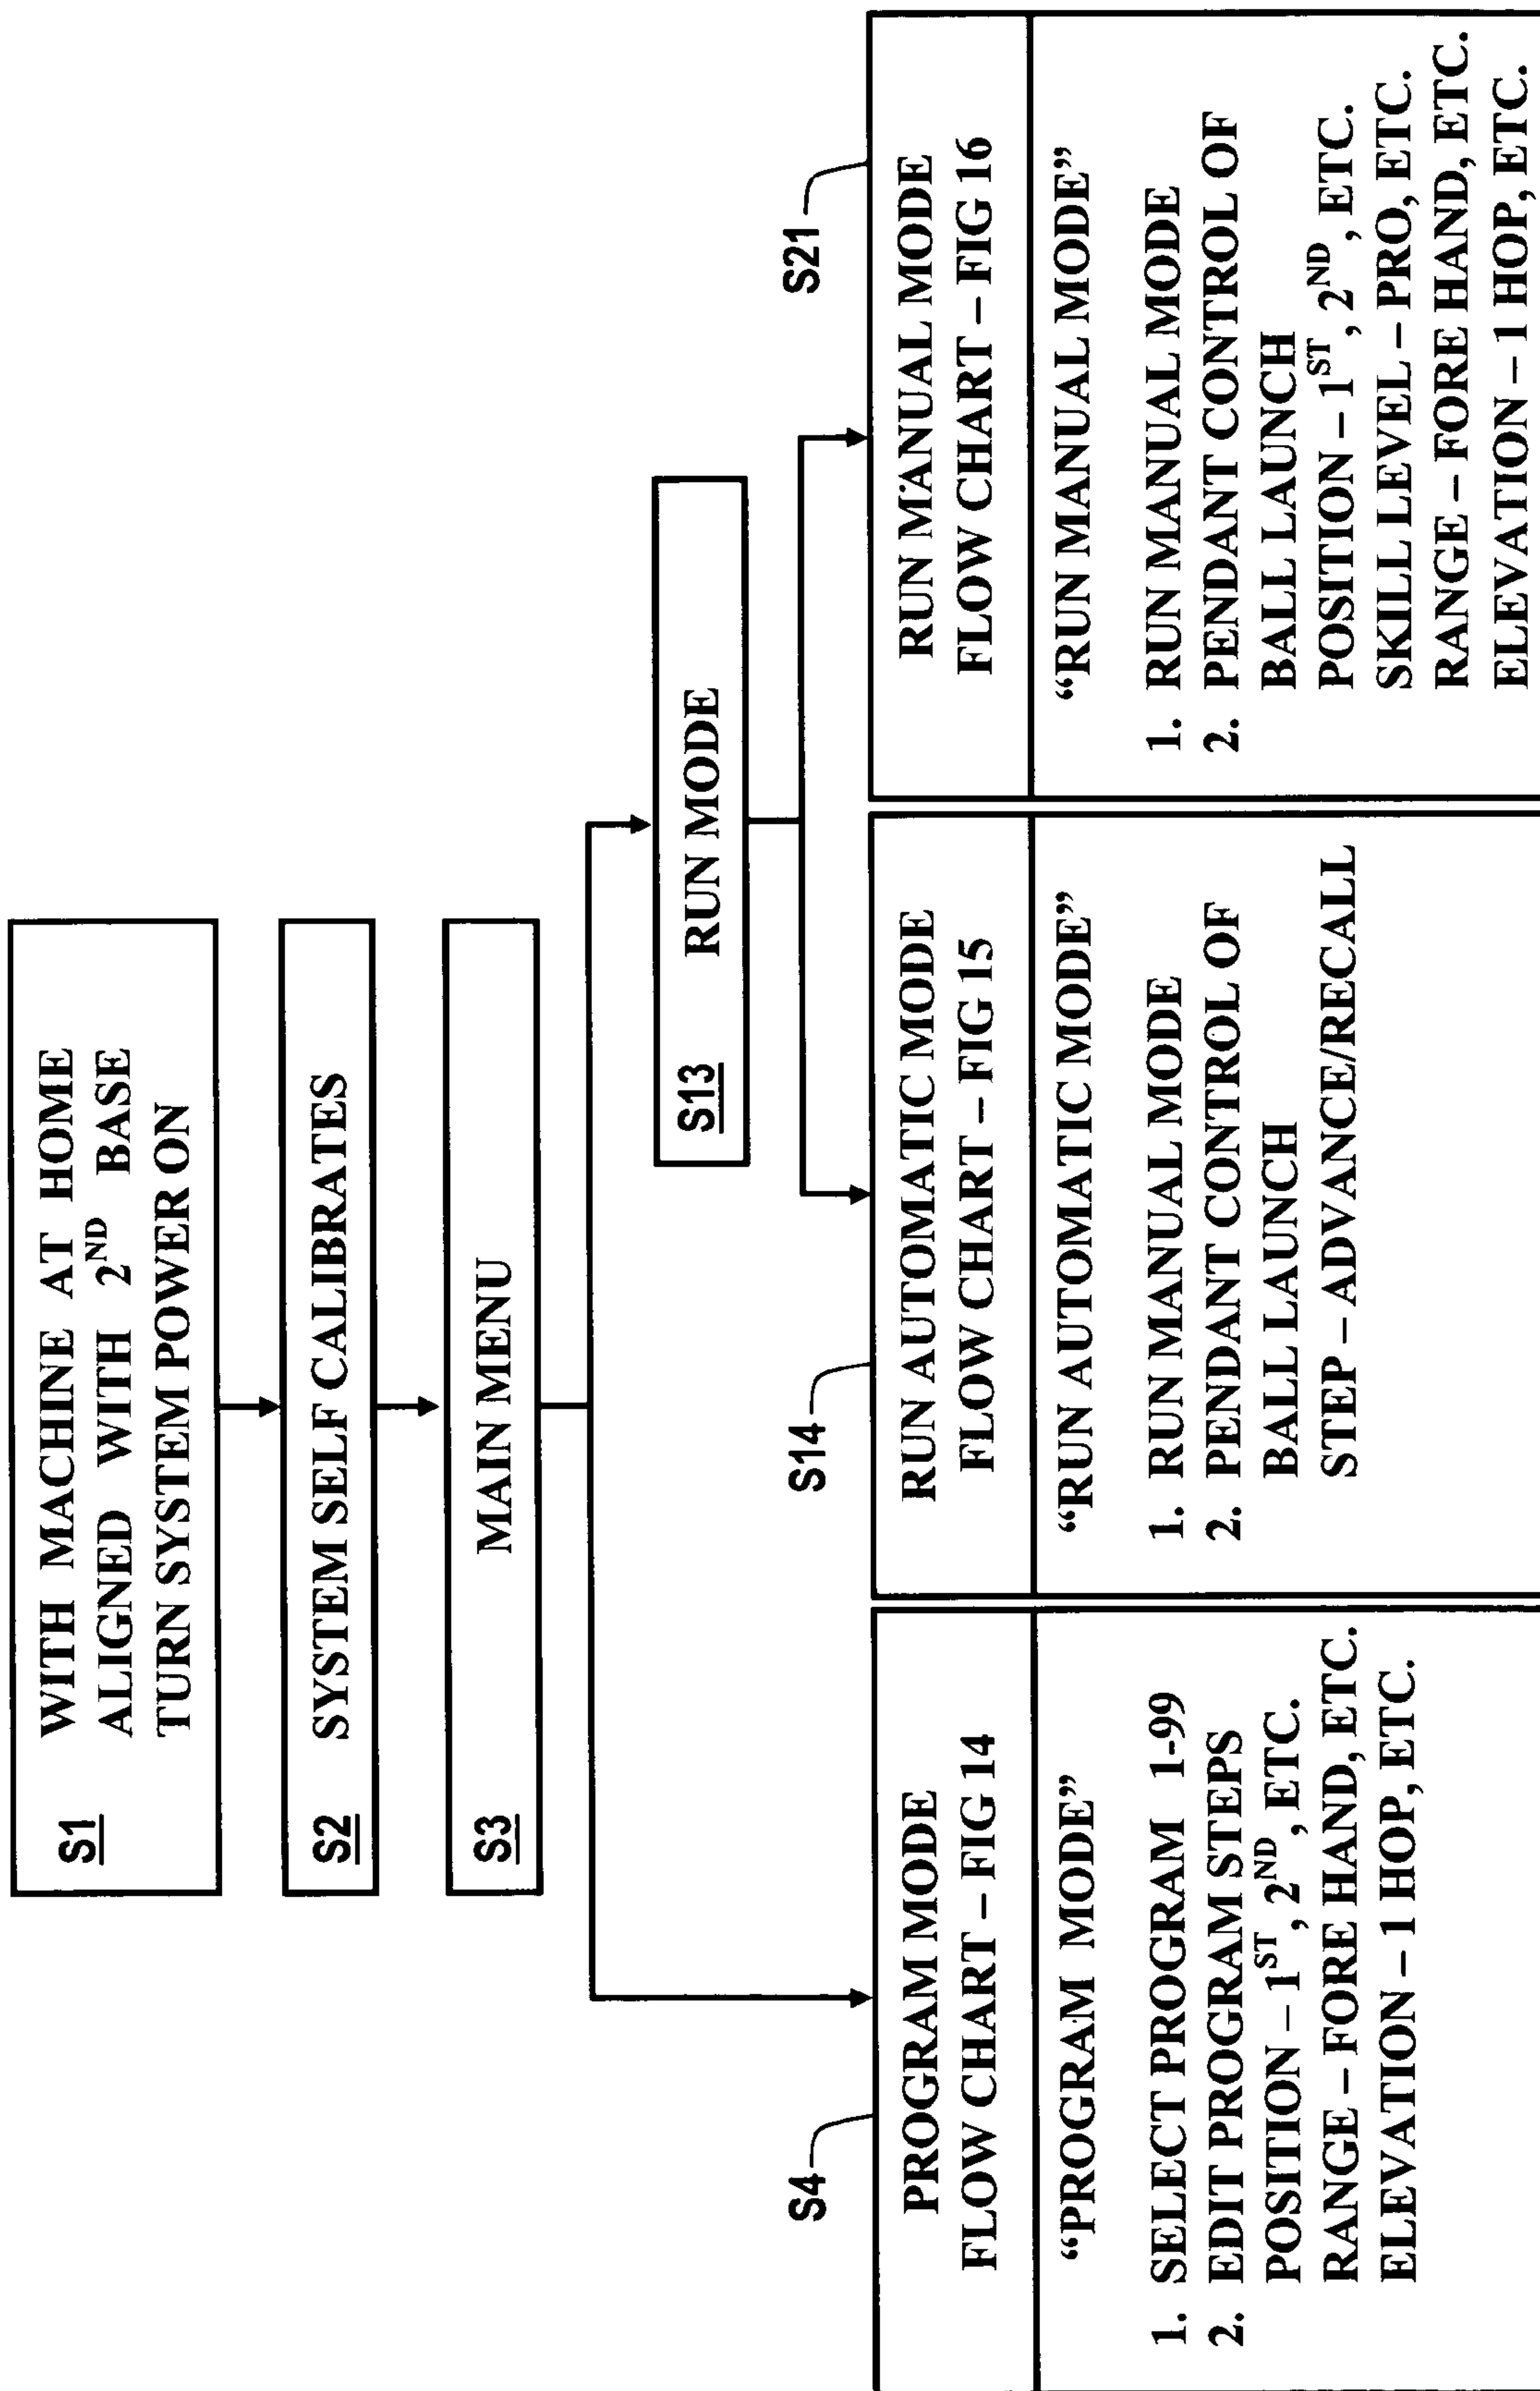 S1
WITH MACHINE AT HOME
ALIGNED WITH 2ND BASE
TURN SYSTEM POWER ON
S2 SYSTEM SELF CALIBRATES
S3 MAIN MENU
S13 RUN MODE
S4
PROGRAM MODE
FLOW CHART – FIG 14
“PROGRAM MODE”
1. SELECT PROGRAM 1-99
2. EDIT PROGRAM STEPS
POSITION – 1ST, 2ND, ETC.
RANGE – FORE HAND, ETC.
ELEVATION – 1 HOP, ETC.
S14
RUN AUTOMATIC MODE
FLOW CHART – FIG 15
“RUN AUTOMATIC MODE”
1. RUN MANUAL MODE
2. PENDANT CONTROL OF
BALL LAUNCH
STEP – ADVANCE/RECALL
S21
RUN MANUAL MODE
FLOW CHART – FIG 16
“RUN MANUAL MODE”
1. RUN MANUAL MODE
2. PENDANT CONTROL OF
BALL LAUNCH
POSITION – 1ST, 2ND, ETC.
SKILL LEVEL – PRO, ETC.
RANGE – FORE HAND, ETC.
ELEVATION – 1 HOP, ETC.